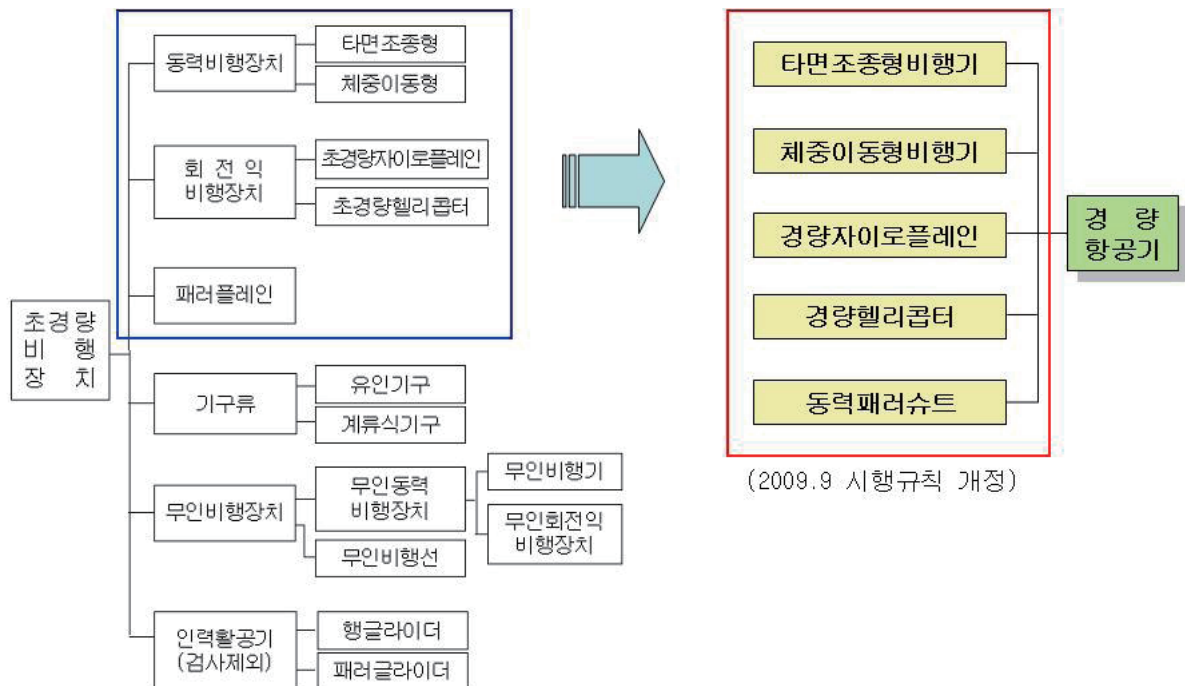 초경량
비 행
장 치
동력비행장치
타면조종형
체중이동형
회 전 익
비행장치
초경량자이로플레인
초경량헬리콥터
패러플레인
기구류
유인기구
계류식기구
무인비행장치
무인동력
비행장치
무인비행기
무인회전익
비행장치
무인비행선
인력활공기
(검사제외)
행글라이더
패러글라이더
타면조종형비행기
체중이동형비행기
경량자이로플레인
경량헬리콥터
동력패러슈트
경 량
항공기
(2009.9 시행규칙 개정)